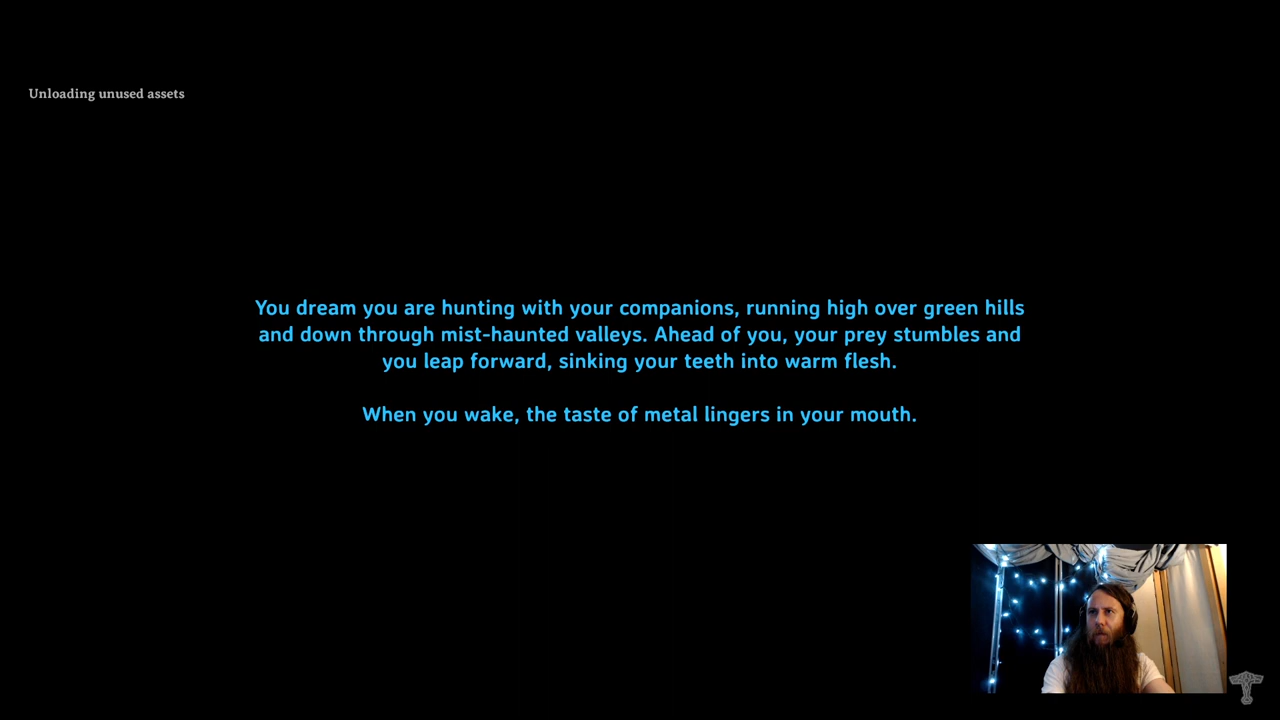 Unloading unused assets
You dream you are hunting with your companions, running high over green hills
and down through mist-haunted valleys. Ahead of you, your prey stumbles and
you leap forward, sinking your teeth into warm flesh.
When you wake, the taste of metal lingers in your mouth.